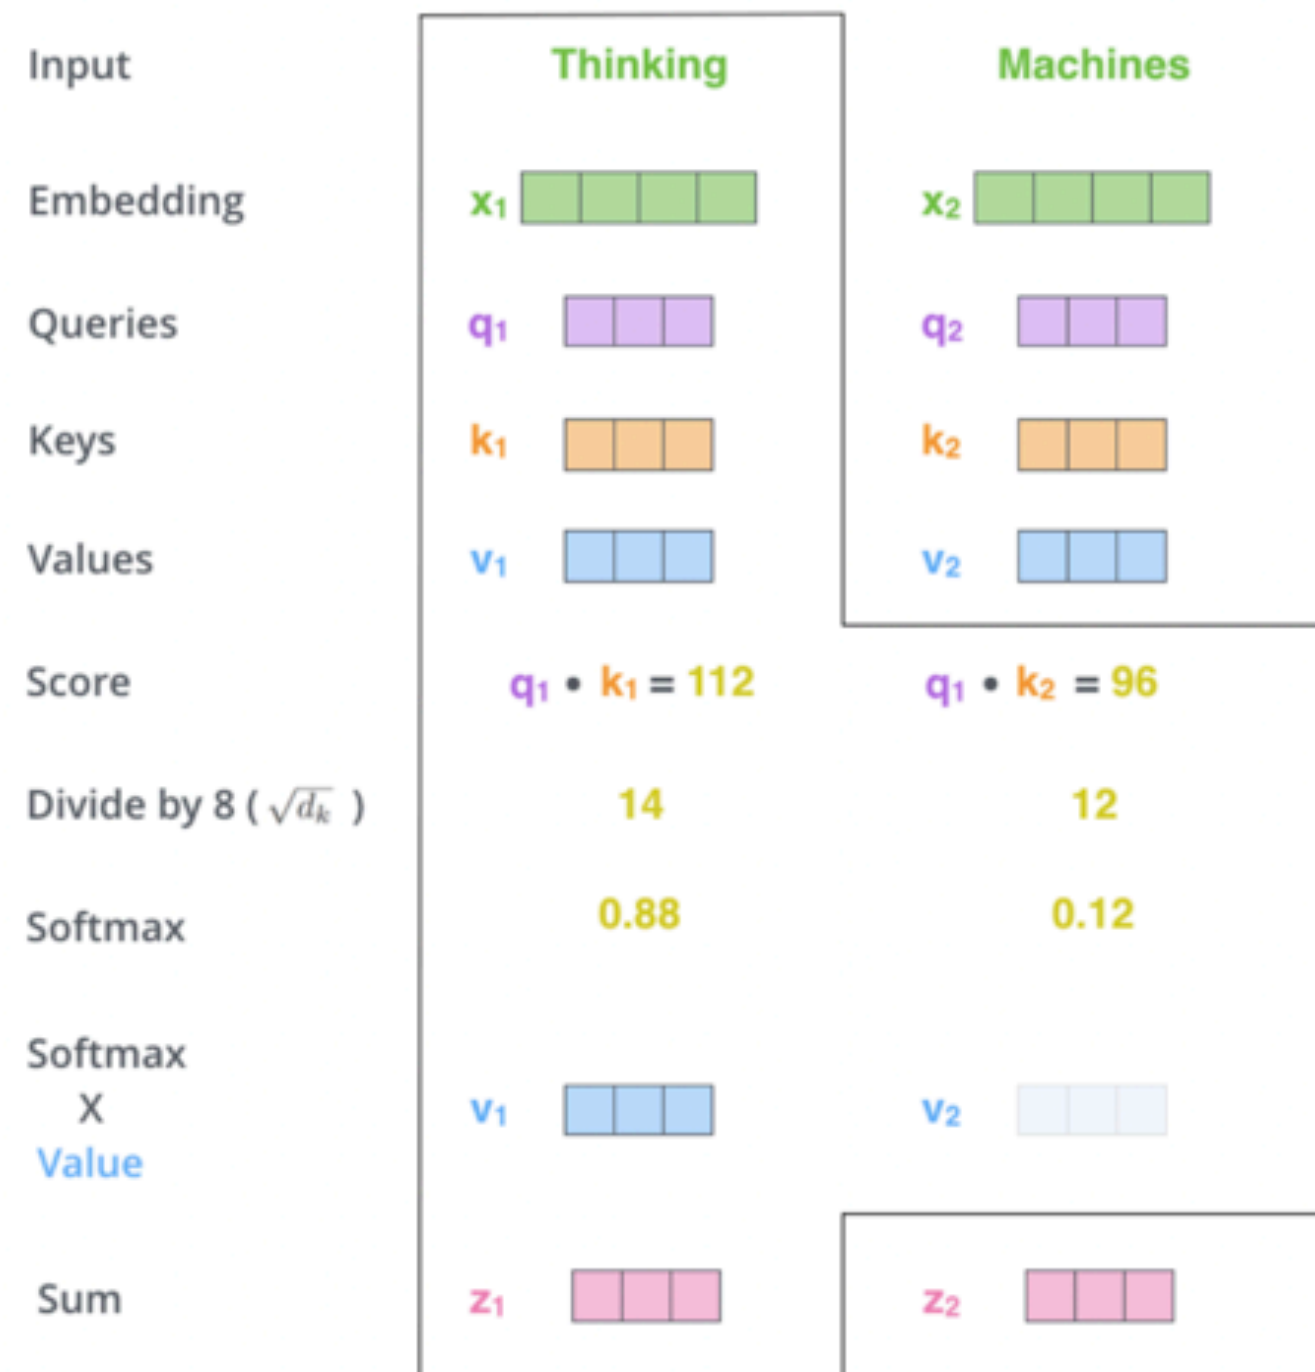 Input Thinking Machines
Embedding x₁ x₂
Queries q₁ q₂
Keys k₁ k₂
Values v₁ v₂
Score q₁ • k₁ = 112 q₁ • k₂ = 96
Divide by 8 ( √dₖ ) 14 12
Softmax 0.88 0.12
Softmax
X v₁ v₂
Value
Sum z₁ z₂